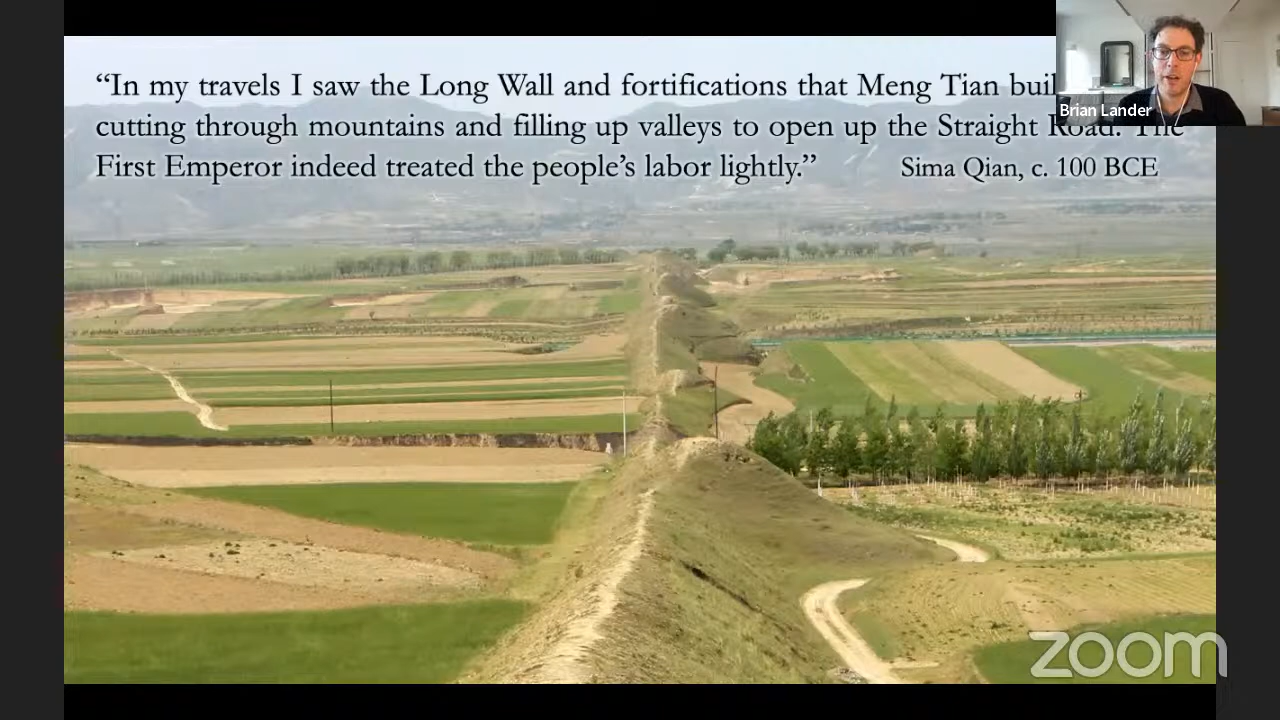 “In my travels I saw the Long Wall and fortifications that Meng Tian
cutting through mountains and filling up valleys to open up the Straight Road. The
First Emperor indeed treated the people’s labor lightly.” Sima Qian, c. 100 BCE
Brian Lander
zoom